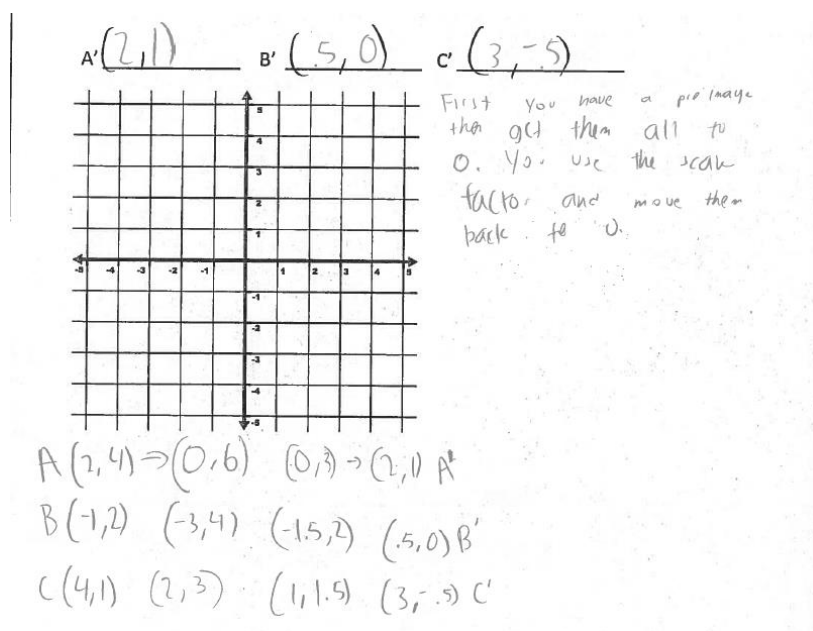 A' (2,1) B' (.5, 0) C' (3, -.5)
First you have a preimage
then get them all to
0. You use the scale
factor and move them
back to 0.
5
4
3
2
1
-5 -4 -3 -2 -1 1 2 3 4 5
-1
-2
-3
-4
-5
A (2,4) ⇒ (0,6) (0,3) → (2,1) A'
B (-1,2) (-3,4) (-1.5,2) (.5,0) B'
C (4,1) (2,3) (1,1.5) (3,-.5) C'